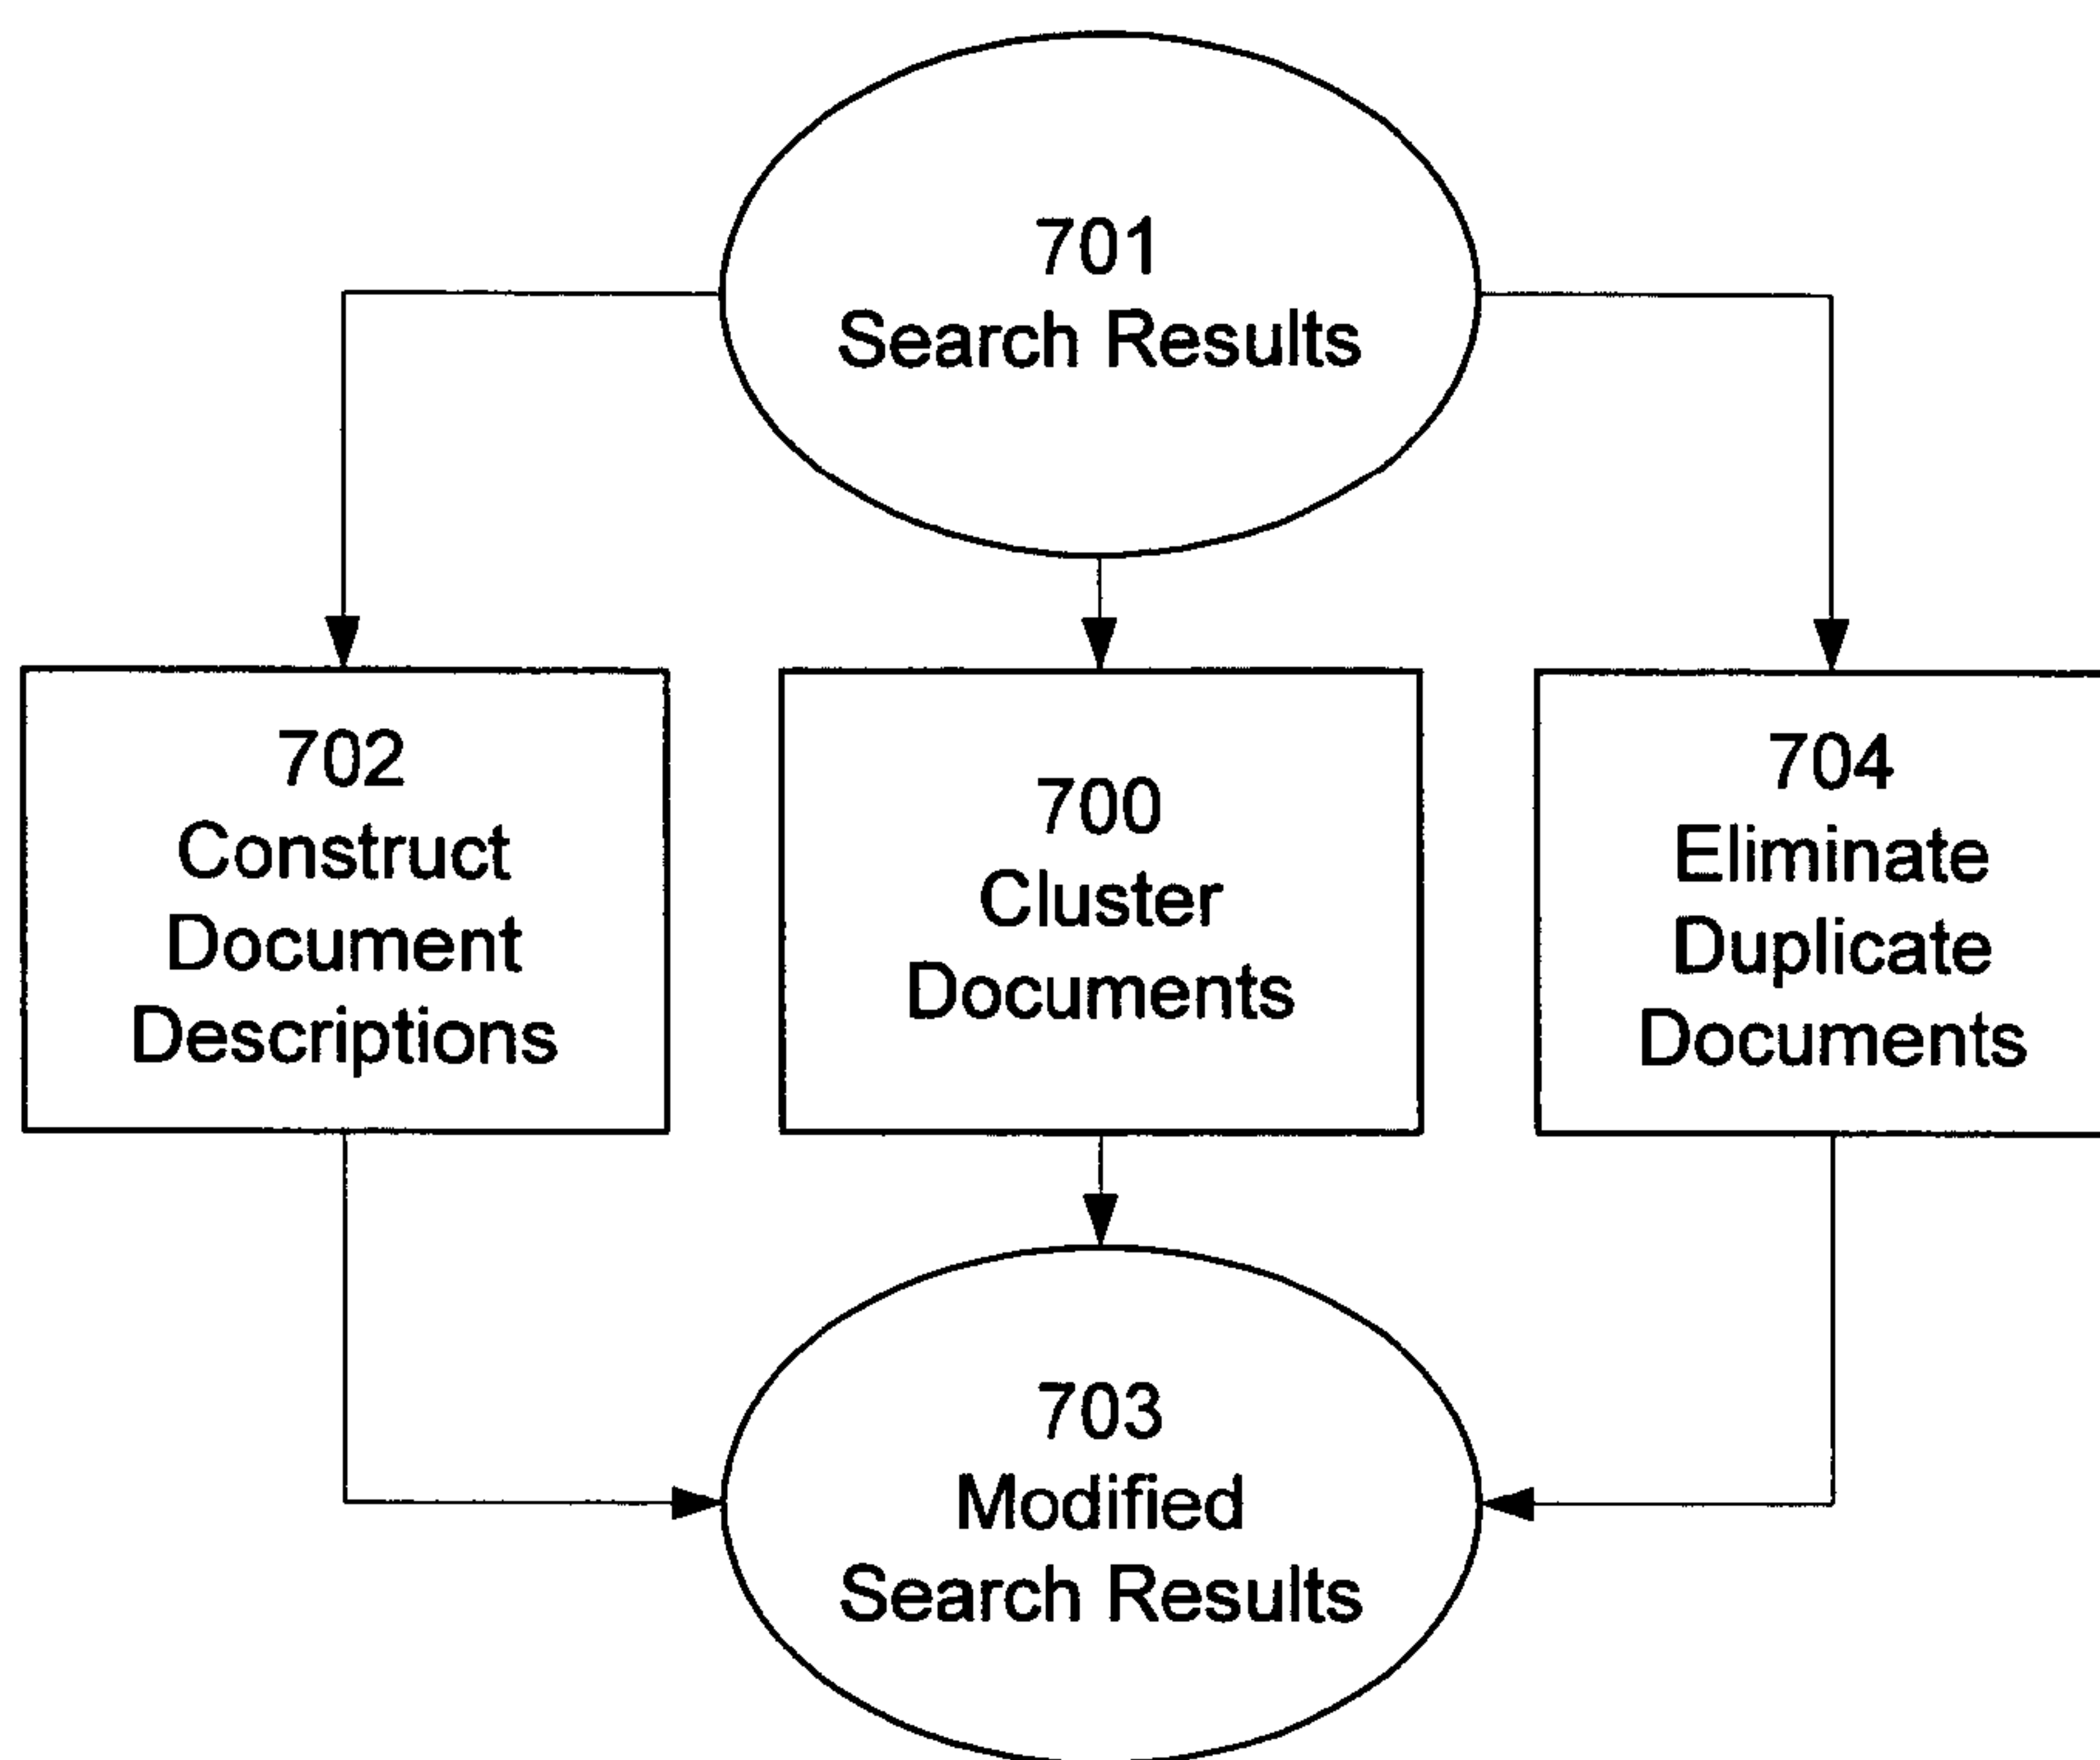 701
Search Results
702
Construct
Document
Descriptions
700
Cluster
Documents
704
Eliminate
Duplicate
Documents
703
Modified
Search Results